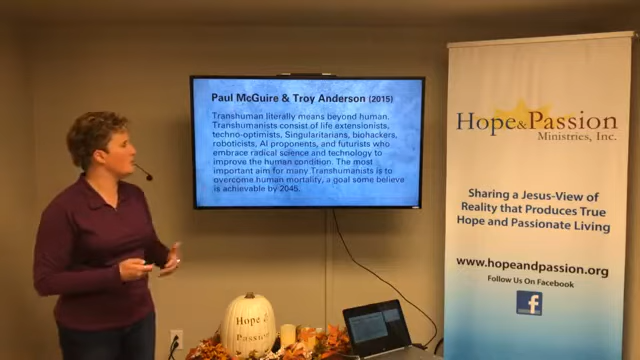 Paul McGuire & Troy Anderson (2015)
Transhuman literally means beyond human.
Transhumanists consist of life extensionists,
techno-optimists, Singularitarians, biohackers,
roboticists, AI proponents, and futurists who
embrace radical science and technology to
improve the human condition. The most
important aim for many Transhumanists is to
overcome human mortality, a goal some believe
is achievable by 2045.
Hope&Passion
Ministries, Inc.
Sharing a Jesus-View of
Reality that Produces True
Hope and Passionate Living
www.hopeandpassion.org
Follow Us On Facebook
f
Hope &
Passion